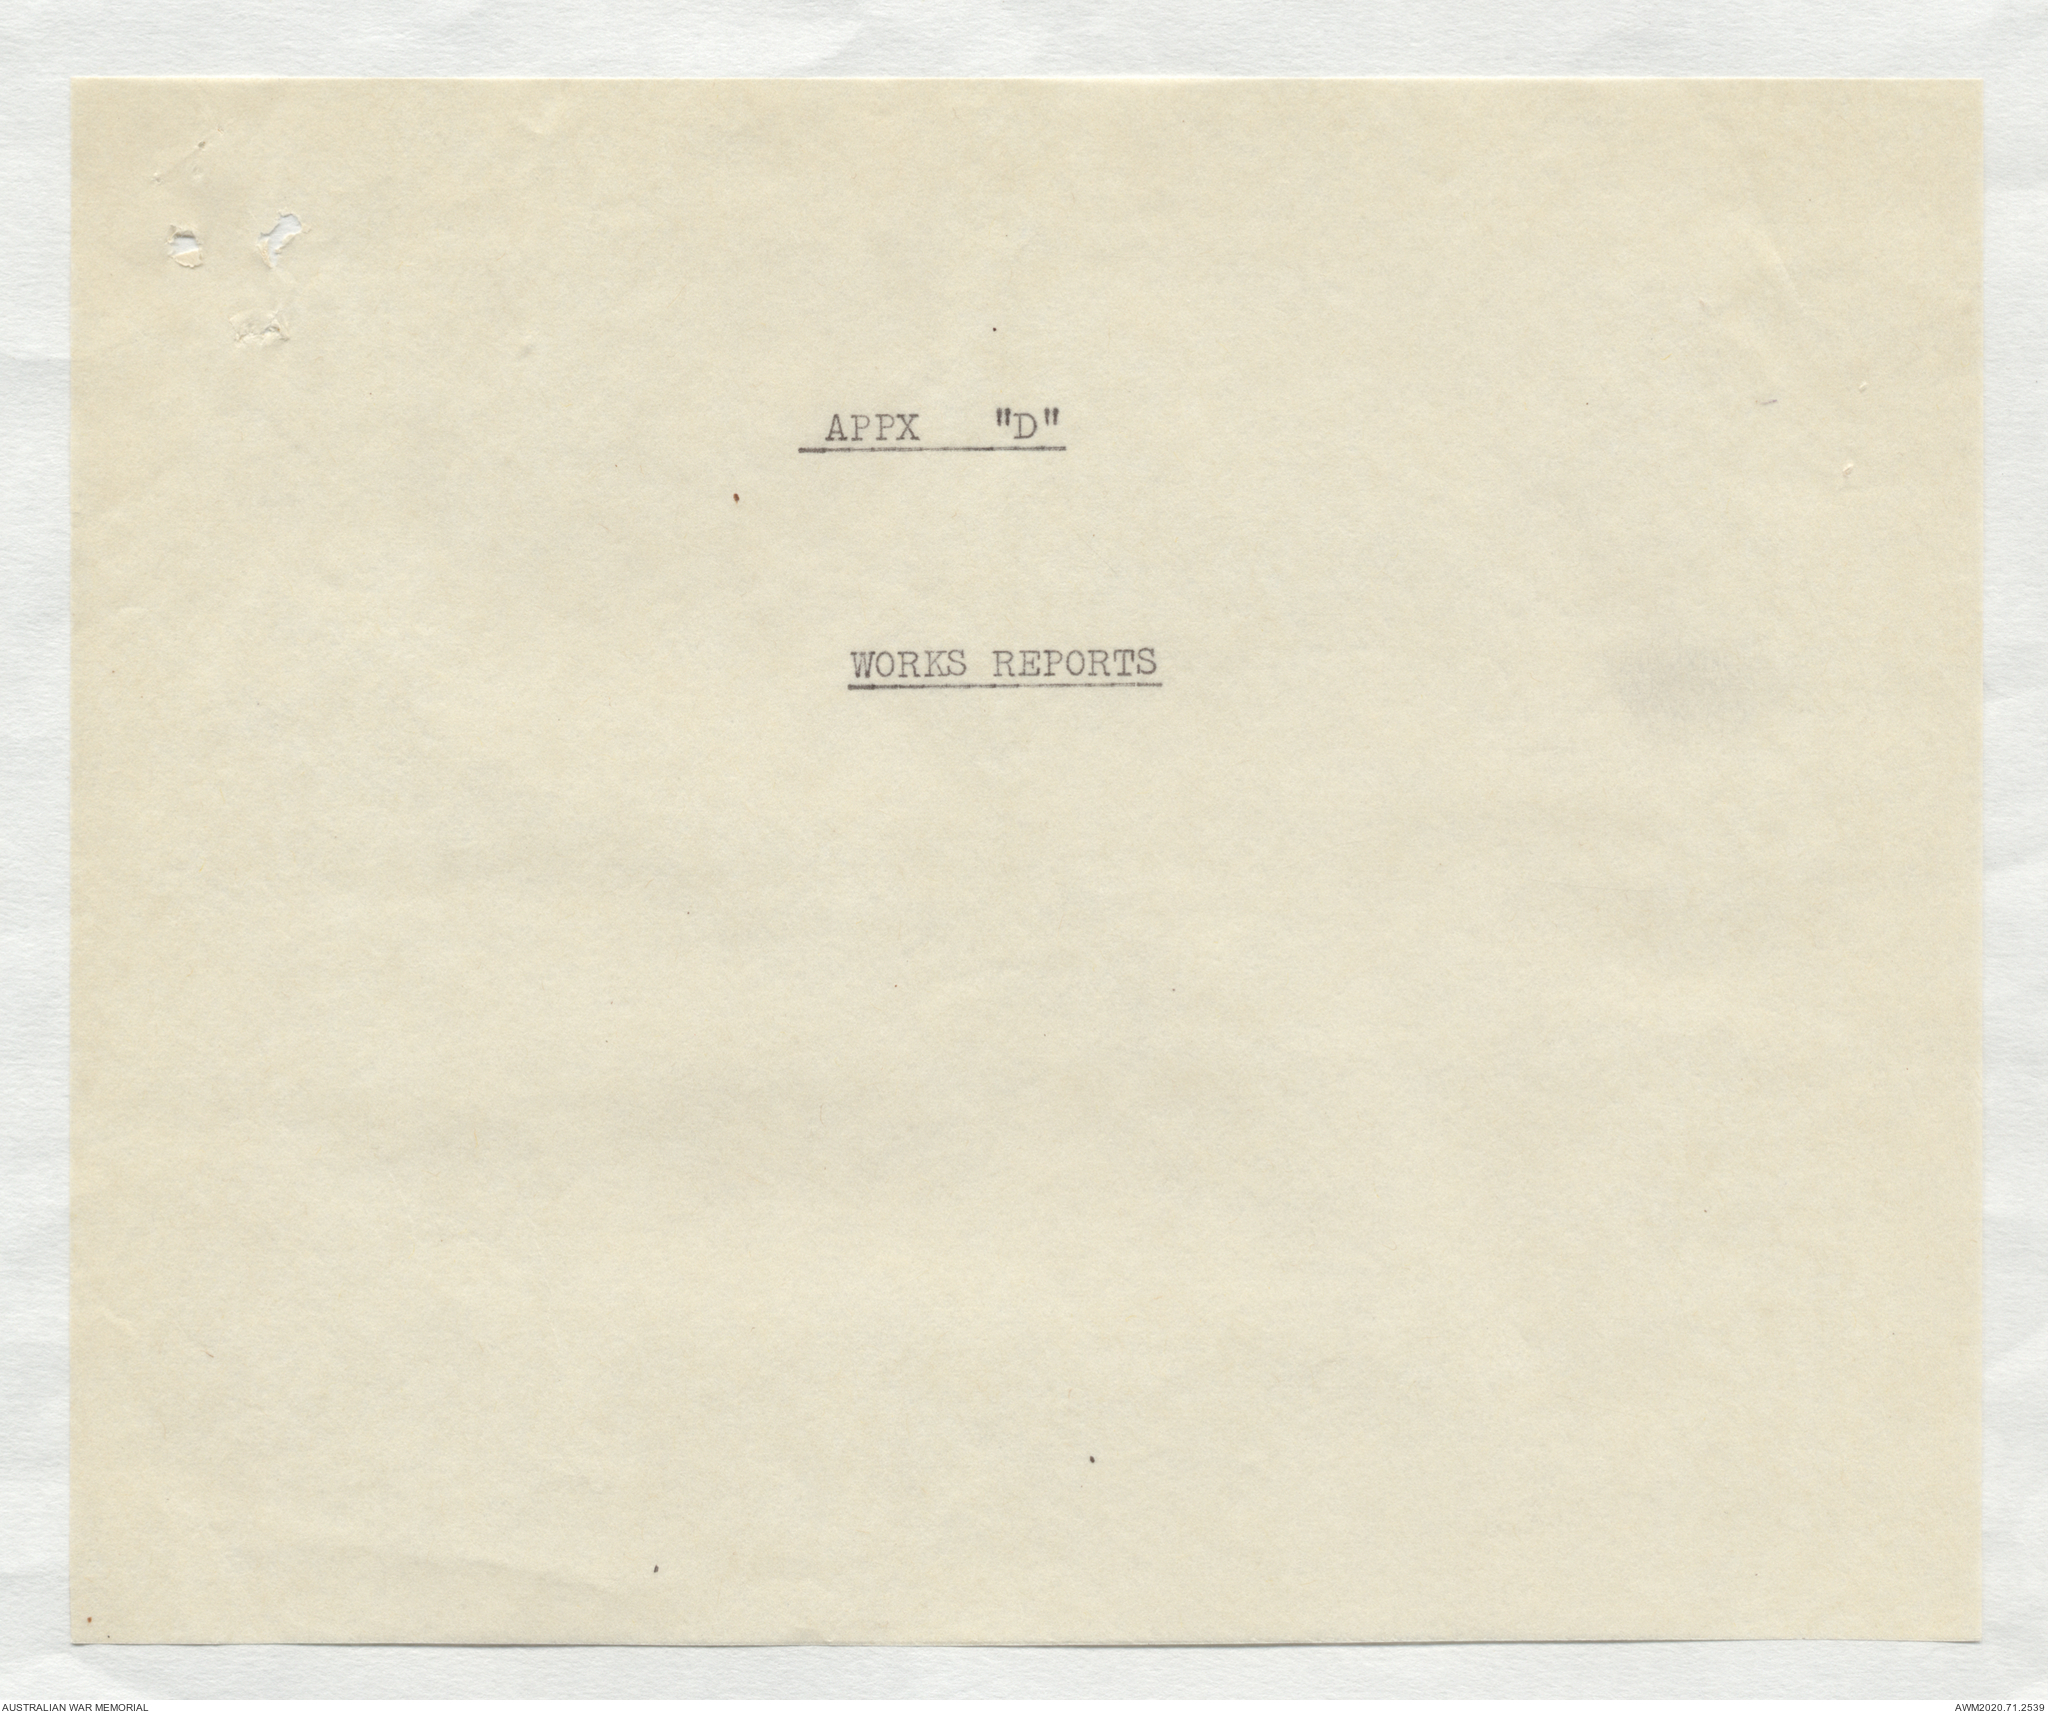 APPX "D"
WORKS REPORTS
AUSTRALIAN WAR MEMORIAL
AWM2020.71.2539